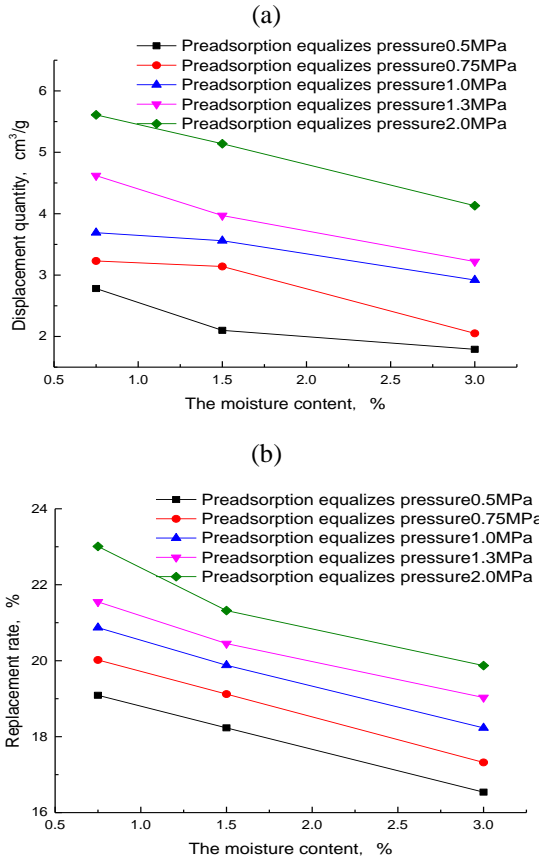 (a)
Preadsorption equalizes pressure0.5MPa
Preadsorption equalizes pressure0.75MPa
Preadsorption equalizes pressure1.0MPa
Preadsorption equalizes pressure1.3MPa
Preadsorption equalizes pressure2.0MPa
6
5
4
3
2
Displacement quantity, cm³/g
0.5 1.0 1.5 2.0 2.5 3.0
The moisture content, %
(b)
Preadsorption equalizes pressure0.5MPa
Preadsorption equalizes pressure0.75MPa
Preadsorption equalizes pressure1.0MPa
Preadsorption equalizes pressure1.3MPa
Preadsorption equalizes pressure2.0MPa
24
22
20
18
16
Replacement rate, %
0.5 1.0 1.5 2.0 2.5 3.0
The moisture content, %